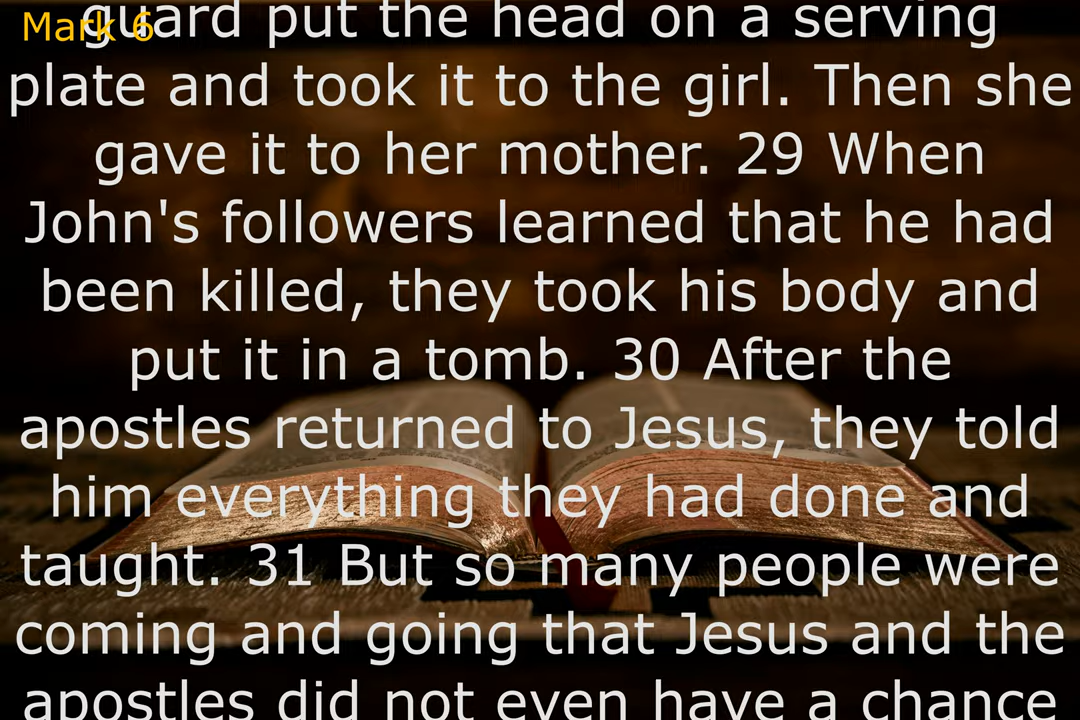 Mark 6
guard put the head on a serving
plate and took it to the girl. Then she
gave it to her mother. 29 When
John's followers learned that he had
been killed, they took his body and
put it in a tomb. 30 After the
apostles returned to Jesus, they told
him everything they had done and
taught. 31 But so many people were
coming and going that Jesus and the
apostles did not even have a chance